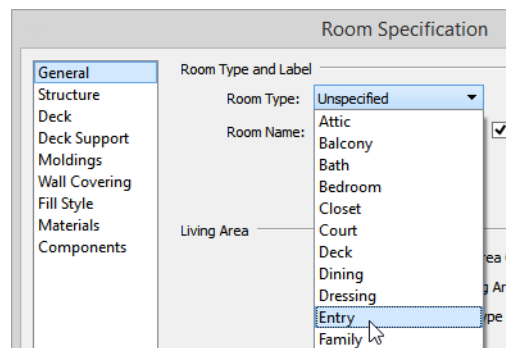 Room Specification
General
Structure
Deck
Deck Support
Moldings
Wall Covering
Fill Style
Materials
Components
Room Type and Label
Room Type: Unspecified
Room Name:
Attic
Balcony
Bath
Bedroom
Closet
Court
Deck
Dining
Dressing
Entry
Family
Living Area